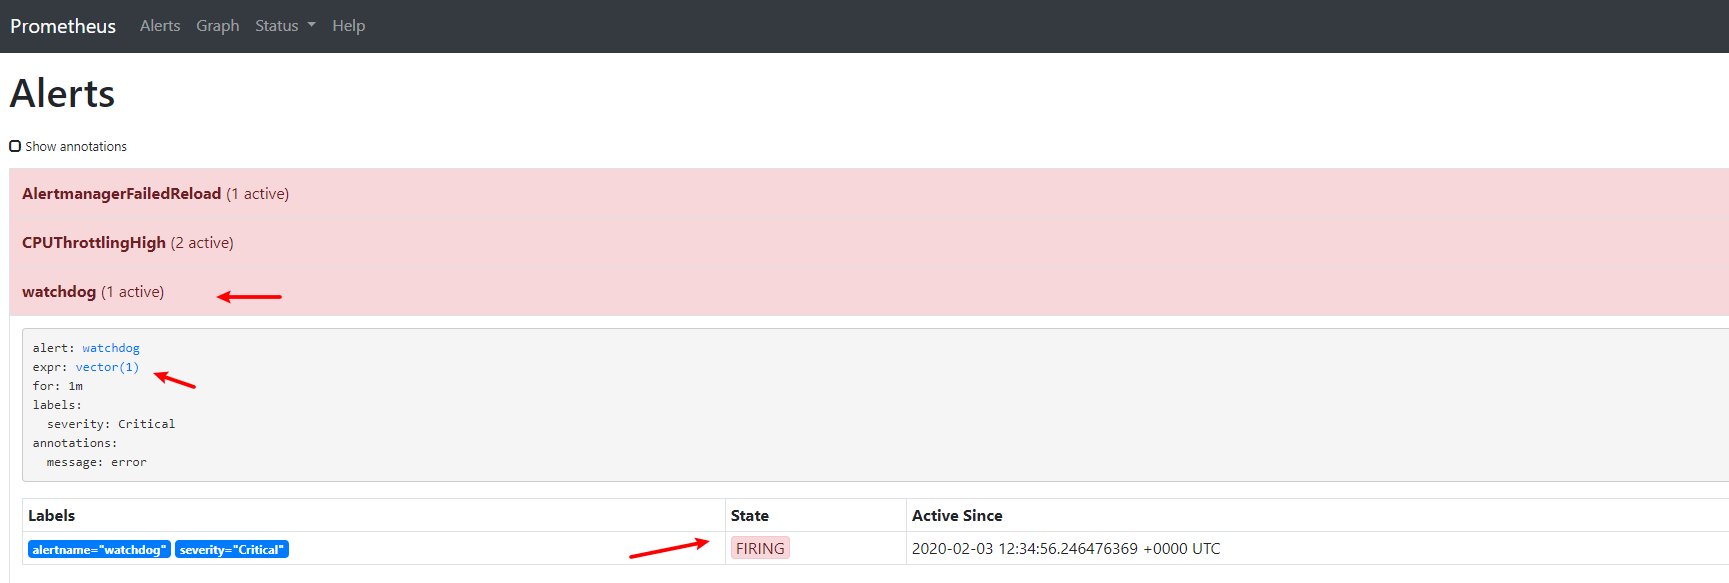 Prometheus Alerts Graph Status Help
Alerts
Show annotations
AlertmanagerFailedReload (1 active)
CPUThrottlingHigh (2 active)
watchdog (1 active)
alert: watchdog
expr: vector(1)
for: 1m
labels:
  severity: Critical
annotations:
  message: error
Labels State Active Since
alertname="watchdog" severity="Critical" FIRING 2020-02-03 12:34:56.246476369 +0000 UTC